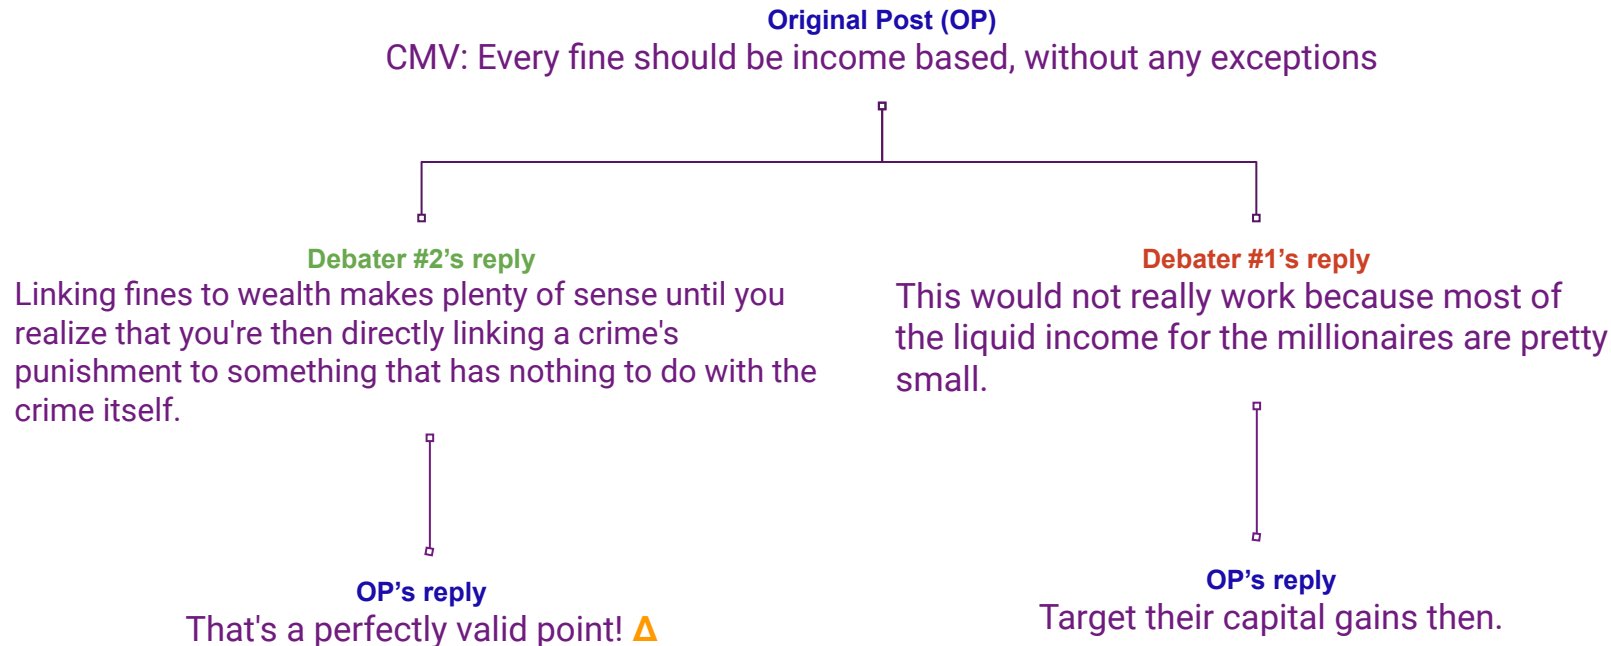 Original Post (OP)
CMV: Every fine should be income based, without any exceptions
Debater #2's reply
Linking fines to wealth makes plenty of sense until you
realize that you're then directly linking a crime's
punishment to something that has nothing to do with the
crime itself.
OP's reply
That's a perfectly valid point! Δ
Debater #1's reply
This would not really work because most of
the liquid income for the millionaires are pretty
small.
OP's reply
Target their capital gains then.